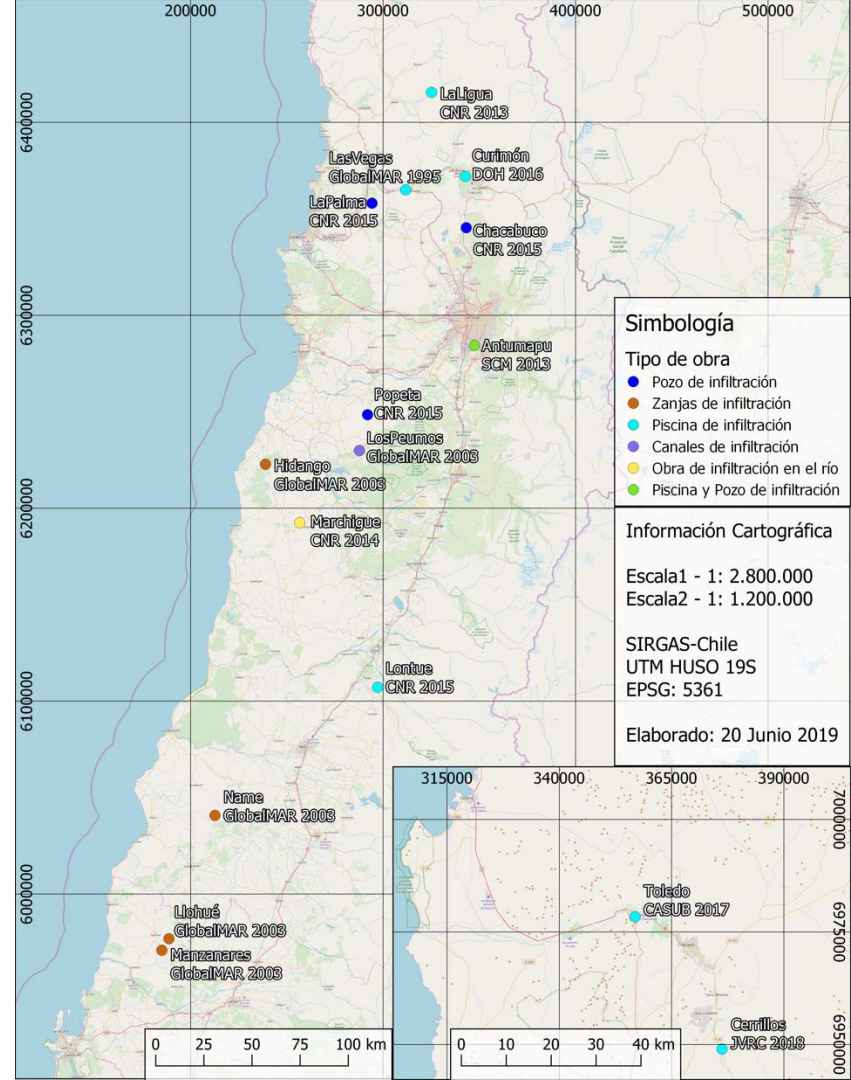 200000
300000
400000
500000
6400000
6300000
6200000
6100000
6000000
LaLigua
CNR 2013
LasVegas
GlobalMAR 1995
Curimón
DOH 2016
LaPalma
CNR 2015
Chacabuco
CNR 2015
Antumapu
SCM 2013
Popeta
CNR 2015
LosPeumos
GlobalMAR 2003
Hidango
GlobalMAR 2003
Marchigue
CNR 2014
Lontue
CNR 2015
Name
GlobalMAR 2003
Llohué
GlobalMAR 2003
Manzanares
GlobalMAR 2003
Simbología
Tipo de obra
Pozo de infiltración
Zanjas de infiltración
Piscina de infiltración
Canales de infiltración
Obra de infiltración en el río
Piscina y Pozo de infiltración
Información Cartográfica
Escala1 - 1: 2.800.000
Escala2 - 1: 1.200.000
SIRGAS-Chile
UTM HUSO 19S
EPSG: 5361
Elaborado: 20 Junio 2019
315000
340000
365000
390000
7000000
6975000
6950000
Toledo
CASUB 2017
Cerrillos
JVRC 2018
0 25 50 75 100 km
0 10 20 30 40 km